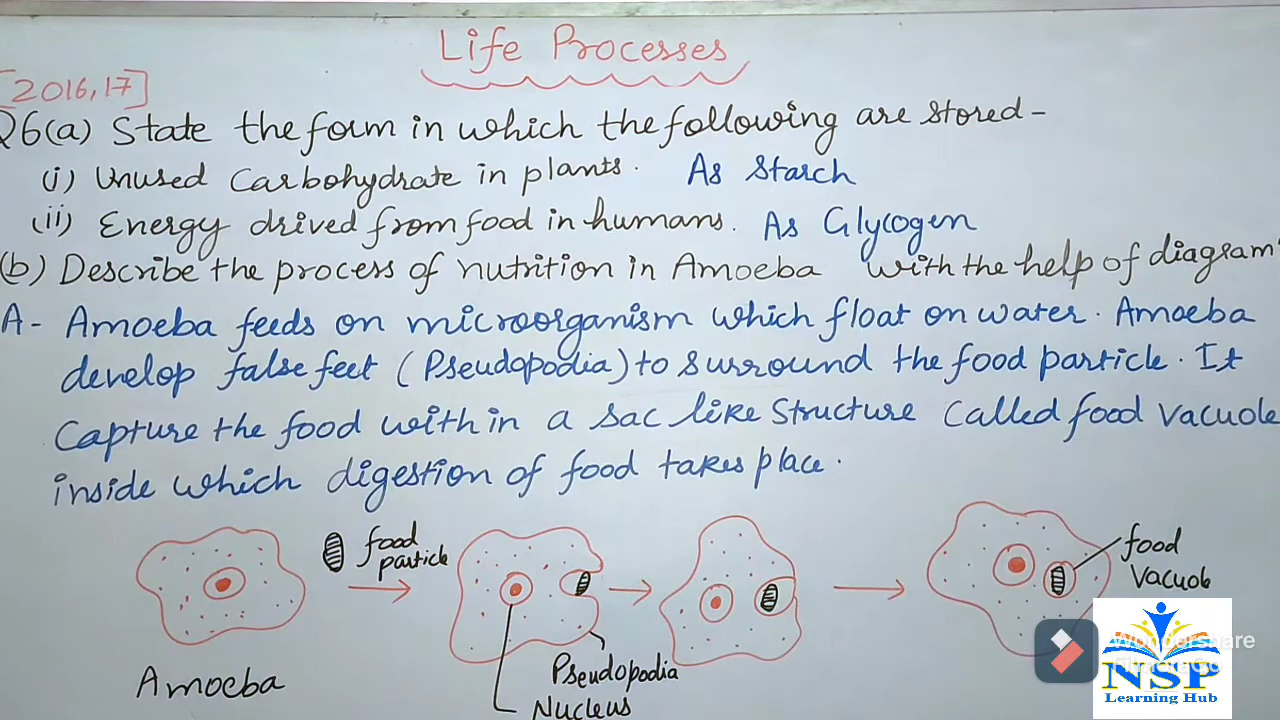 Life Processes
[2016,17]
Q6(a) State the form in which the following are stored-
(i) Unused Carbohydrate in plants. As Starch
(ii) Energy drived from food in humans. As Glycogen
(b) Describe the process of nutrition in Amoeba with the help of diagram
A- Amoeba feeds on microorganism which float on water. Amoeba
develop false feet (Pseudopodia) to surround the food particle. It
Capture the food with in a sac like Structure Called food vacuole
inside which digestion of food takes place.
food
particle
food
vacuole
Pseudopodia
Amoeba
Nucleus
Wondershare
FilmoraGo
NSP
Learning Hub